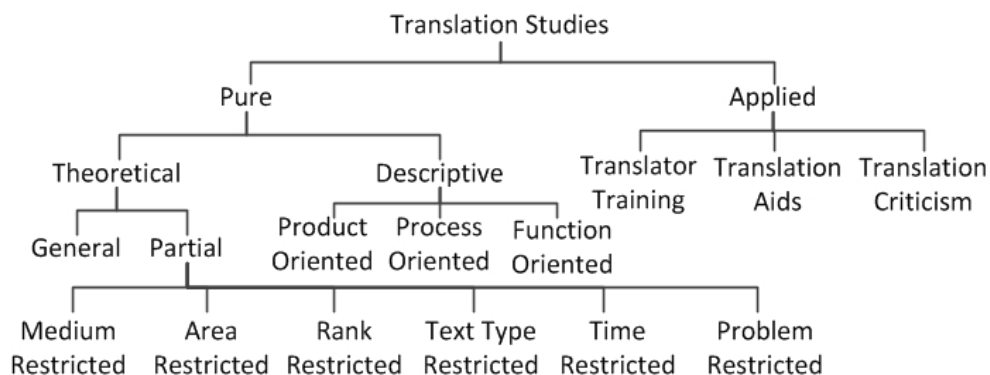 Translation Studies
Pure
Applied
Theoretical
Descriptive
Translator
Training
Translation
Aids
Translation
Criticism
General
Partial
Product
Oriented
Process
Oriented
Function
Oriented
Medium
Restricted
Area
Restricted
Rank
Restricted
Text Type
Restricted
Time
Restricted
Problem
Restricted